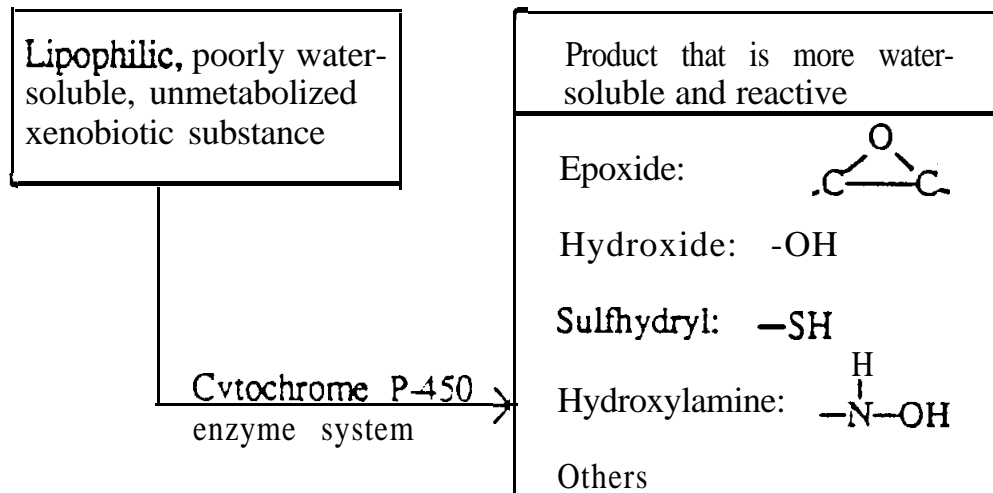 Lipophilic, poorly water-
soluble, unmetabolized
xenobiotic substance
Cvtochrome P-450
enzyme system
Product that is more water-
soluble and reactive
Epoxide:
O
C C
Hydroxide: -OH
Sulfhydryl: —SH
H
Hydroxylamine: —N—OH
Others